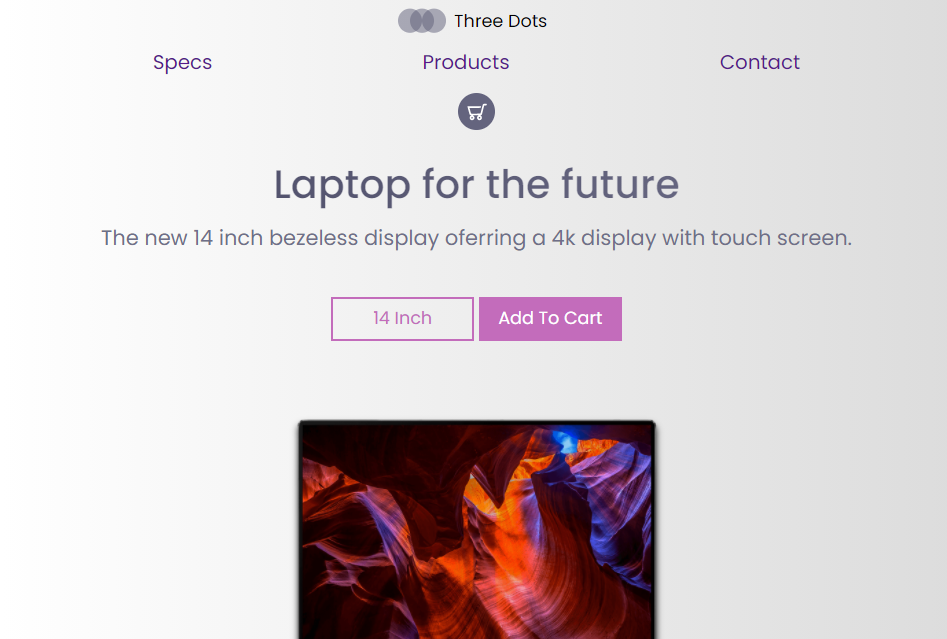 Three Dots
Specs Products Contact
Laptop for the future
The new 14 inch bezeless display oferring a 4k display with touch screen.
14 Inch Add To Cart